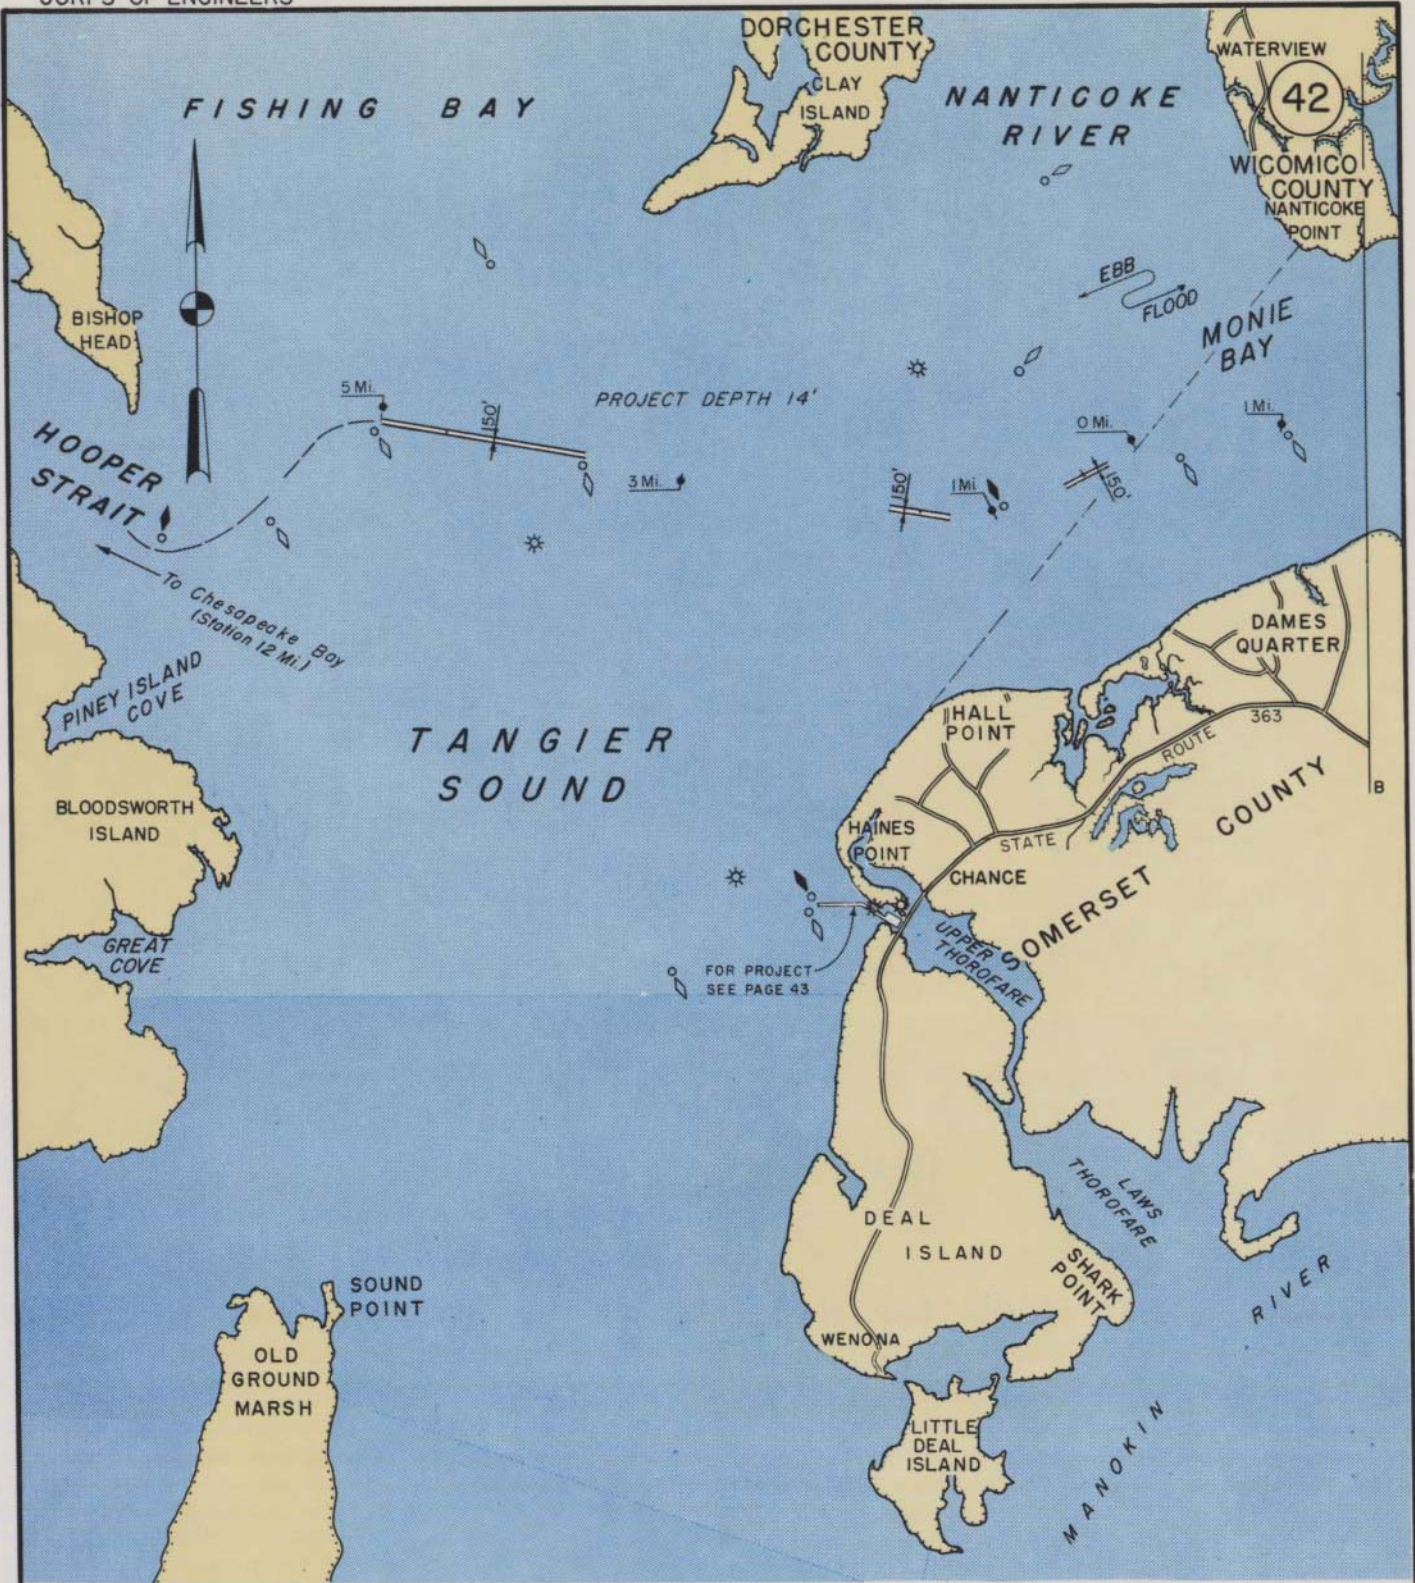 CORPS OF ENGINEERS
DORCHESTER
COUNTY
CLAY
ISLAND
FISHING BAY
NANTICOKE
RIVER
WATERVIEW
42
WICOMICO
COUNTY
NANTICOKE
POINT
BISHOP
HEAD
EBB
FLOOD
MONIE
BAY
HOOPER
STRAIT
5 Mi.
150'
PROJECT DEPTH 14'
3 Mi.
150'
1 Mi.
0 Mi.
150'
1 Mi.
To Chesapeake Bay
(Station 12 Mi.)
PINEY ISLAND
COVE
TANGIER
SOUND
DAMES
QUARTER
HALL
POINT
STATE ROUTE 363
B
BLOODSWORTH
ISLAND
HAINES
POINT
CHANCE
SOMERSET COUNTY
GREAT
COVE
UPPER
THOROFARE
FOR PROJECT
SEE PAGE 43
LAWS
THOROFARE
DEAL
ISLAND
SHARK
POINT
SOUND
POINT
WENONA
OLD
GROUND
MARSH
LITTLE
DEAL
ISLAND
MANOKIN RIVER